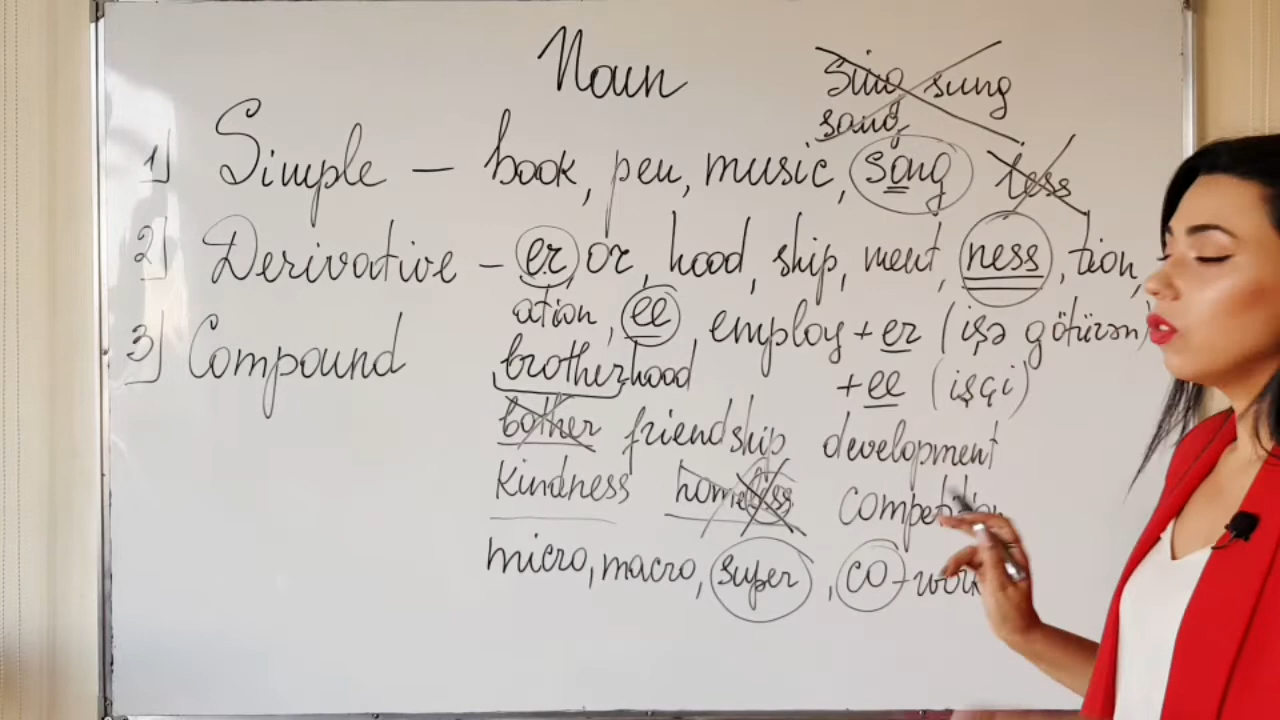 Noun
Sing sung
sang
1) Simple – book, pen, music, song less
2) Derivative – er, or, hood, ship, ment, ness, tion,
ation, ee, employ + er (işə götürən)
3) Compound brotherhood + ee (işçi)
bother friendship development
kindness homeless competition
micro, macro, super, co-work